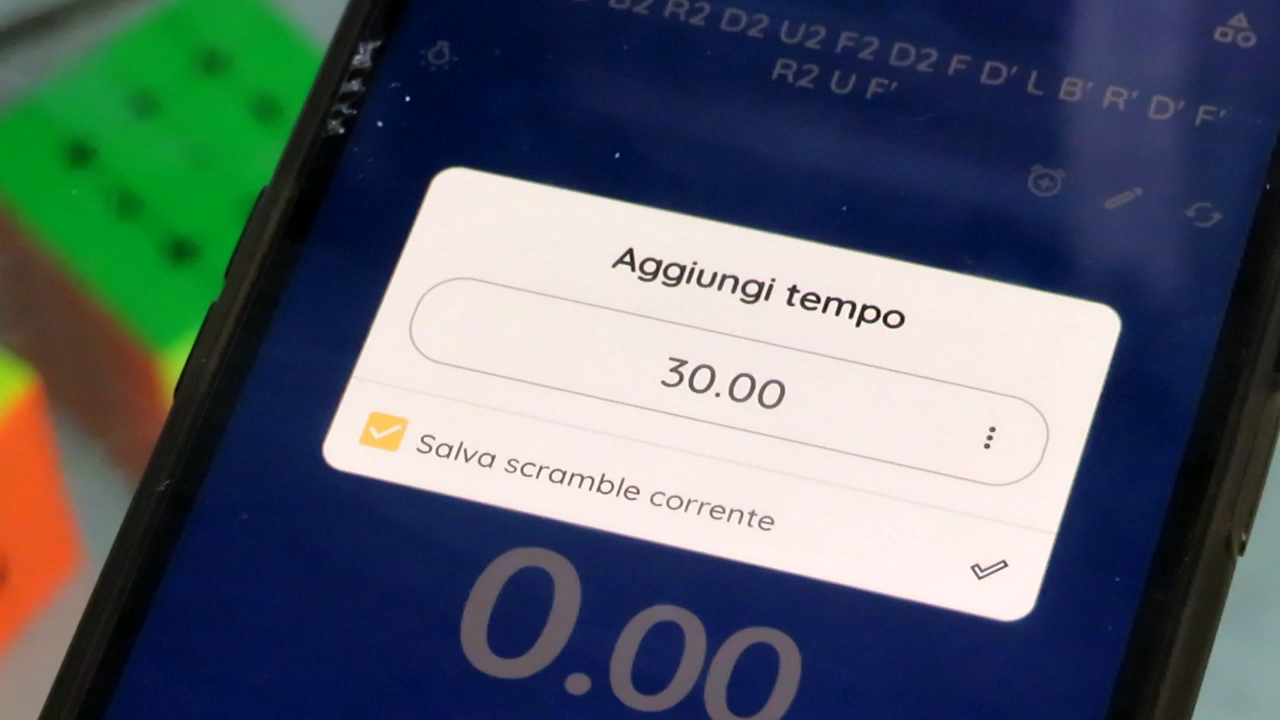 B2 R2 D2 U2 F2 D2 F D' L B' R' D' F'
R2 U F'
Aggiungi tempo
30.00
Salva scramble corrente
0.00